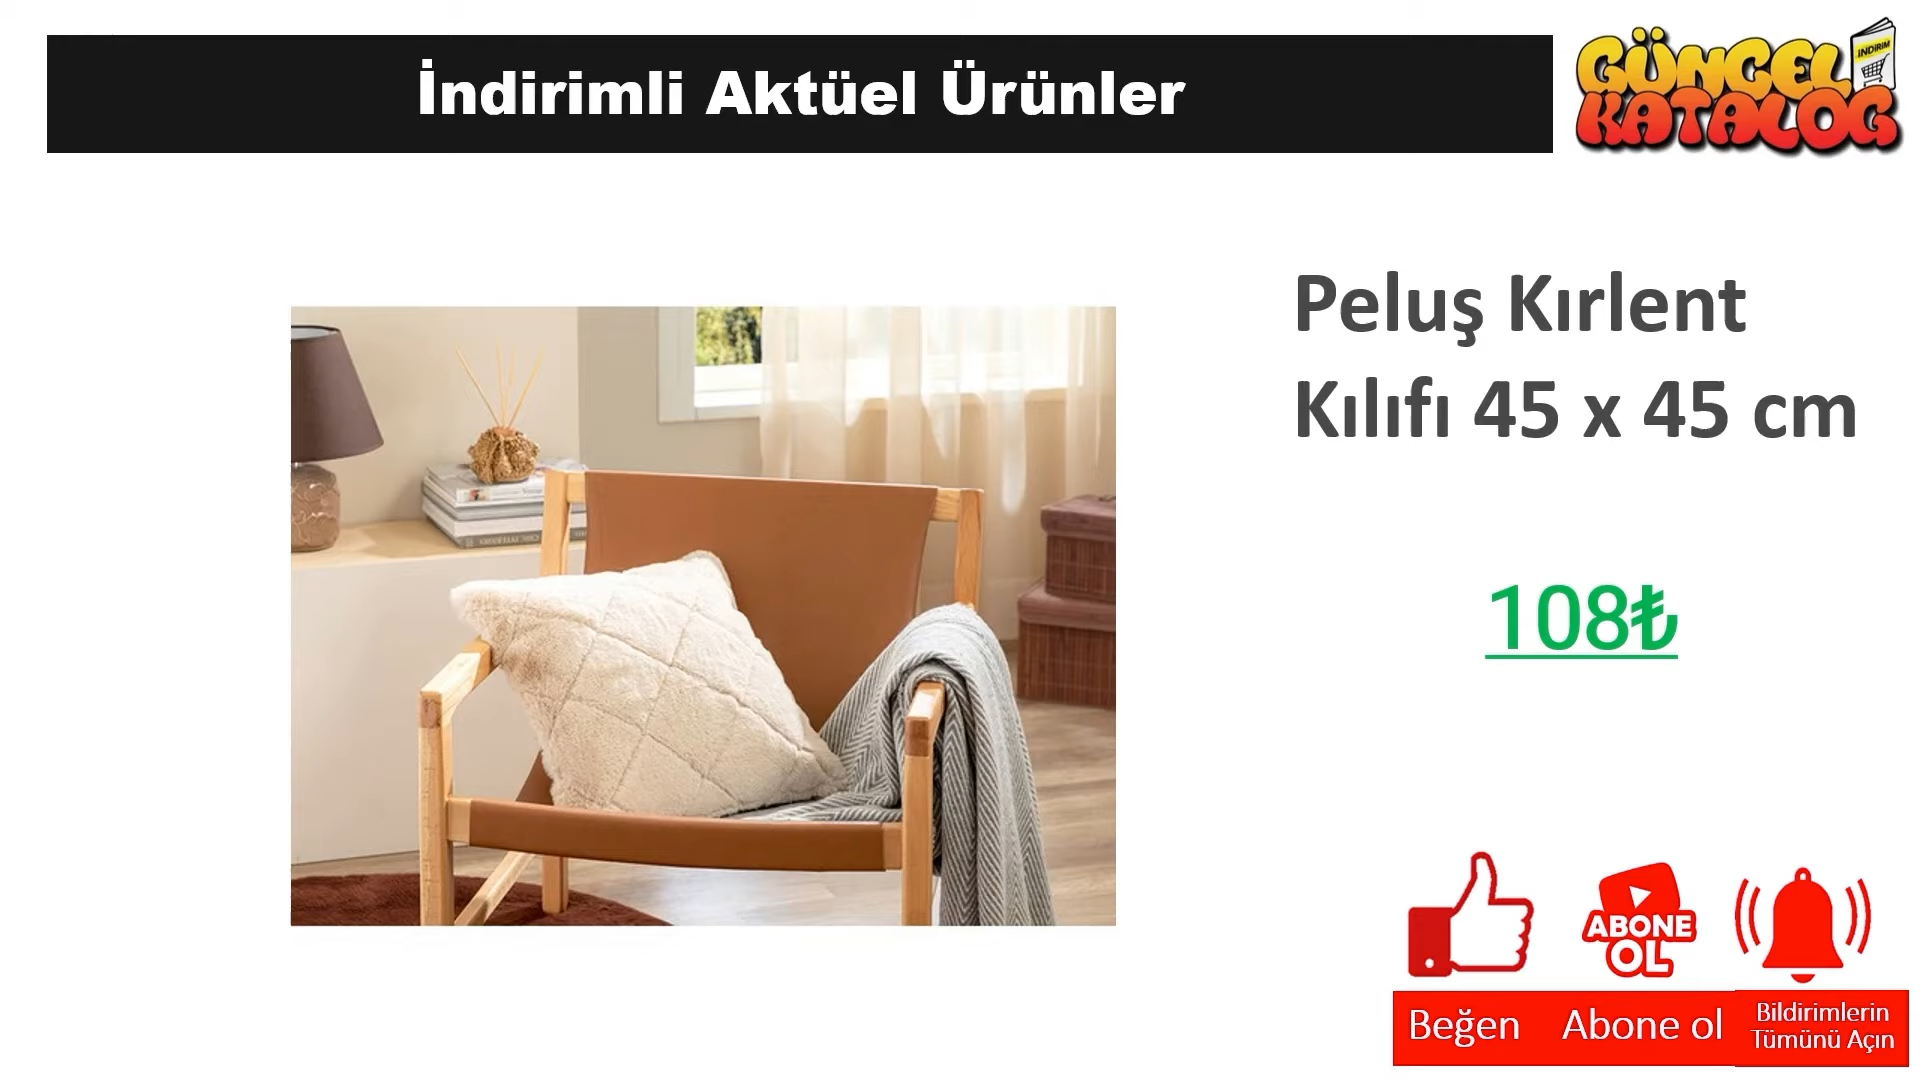 İndirimli Aktüel Ürünler
GÜNCEL
KATALOG
İNDİRİM
Peluş Kırlent
Kılıfı 45 x 45 cm
108₺
ABONE
OL
Beğen
Abone ol
Bildirimlerin
Tümünü Açın